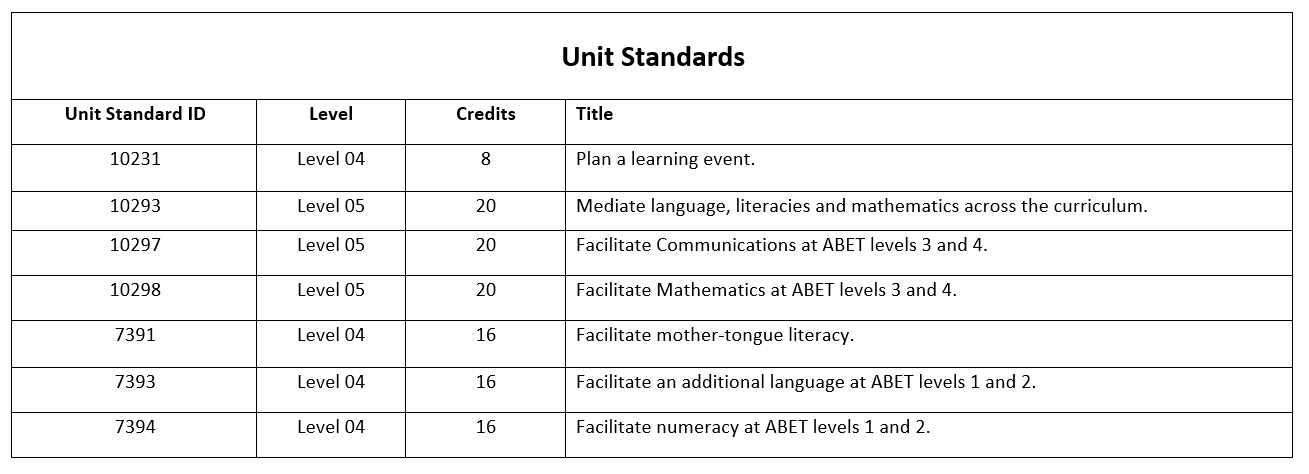 Unit Standards
Unit Standard ID Level Credits Title
10231 Level 04 8 Plan a learning event.
10293 Level 05 20 Mediate language, literacies and mathematics across the curriculum.
10297 Level 05 20 Facilitate Communications at ABET levels 3 and 4.
10298 Level 05 20 Facilitate Mathematics at ABET levels 3 and 4.
7391 Level 04 16 Facilitate mother-tongue literacy.
7393 Level 04 16 Facilitate an additional language at ABET levels 1 and 2.
7394 Level 04 16 Facilitate numeracy at ABET levels 1 and 2.